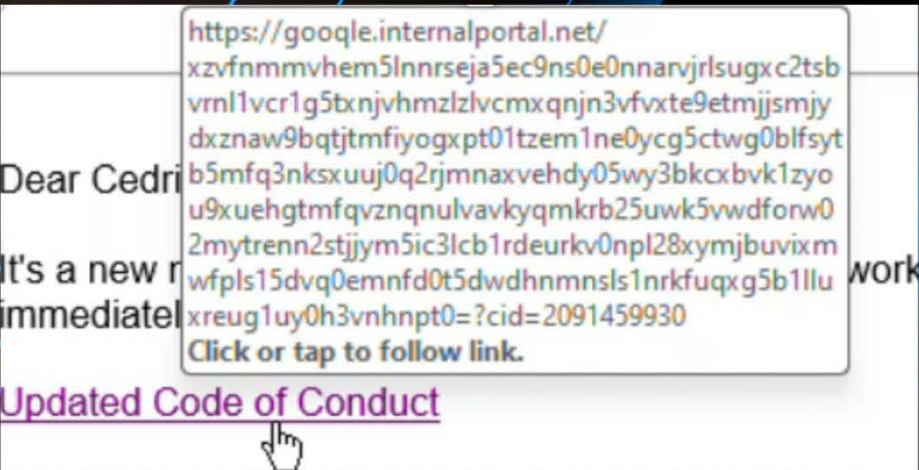 https://gooqle.internalportal.net/
xzvfnmmvhem5lnnrseja5ec9ns0e0nnarvjrlsugxc2tsb
vrnl1vcr1g5txnjvhmzlzlvcmxqnjn3vfvxte9etmjjsmjy
dxznaw9bqtjtmfiyogxpt01tzem1ne0ycg5ctwg0blfsyt
b5mfq3nksxuuj0q2rjmnaxvehdy05wy3bkcxbvk1zyo
u9xuehgtmfqvznqnulvavkyqmkrb25uwk5vwdforw0
2mytrenn2stjjym5ic3lcb1rdeurkv0npl28xymjbuvixm
wfpls15dvq0emnfd0t5dwdhnmnsls1nrkfuqxg5b1llu
xreug1uy0h3vnhnpt0=?cid=2091459930
Click or tap to follow link.
Dear Cedri
It's a new work
immediatel
Updated Code of Conduct